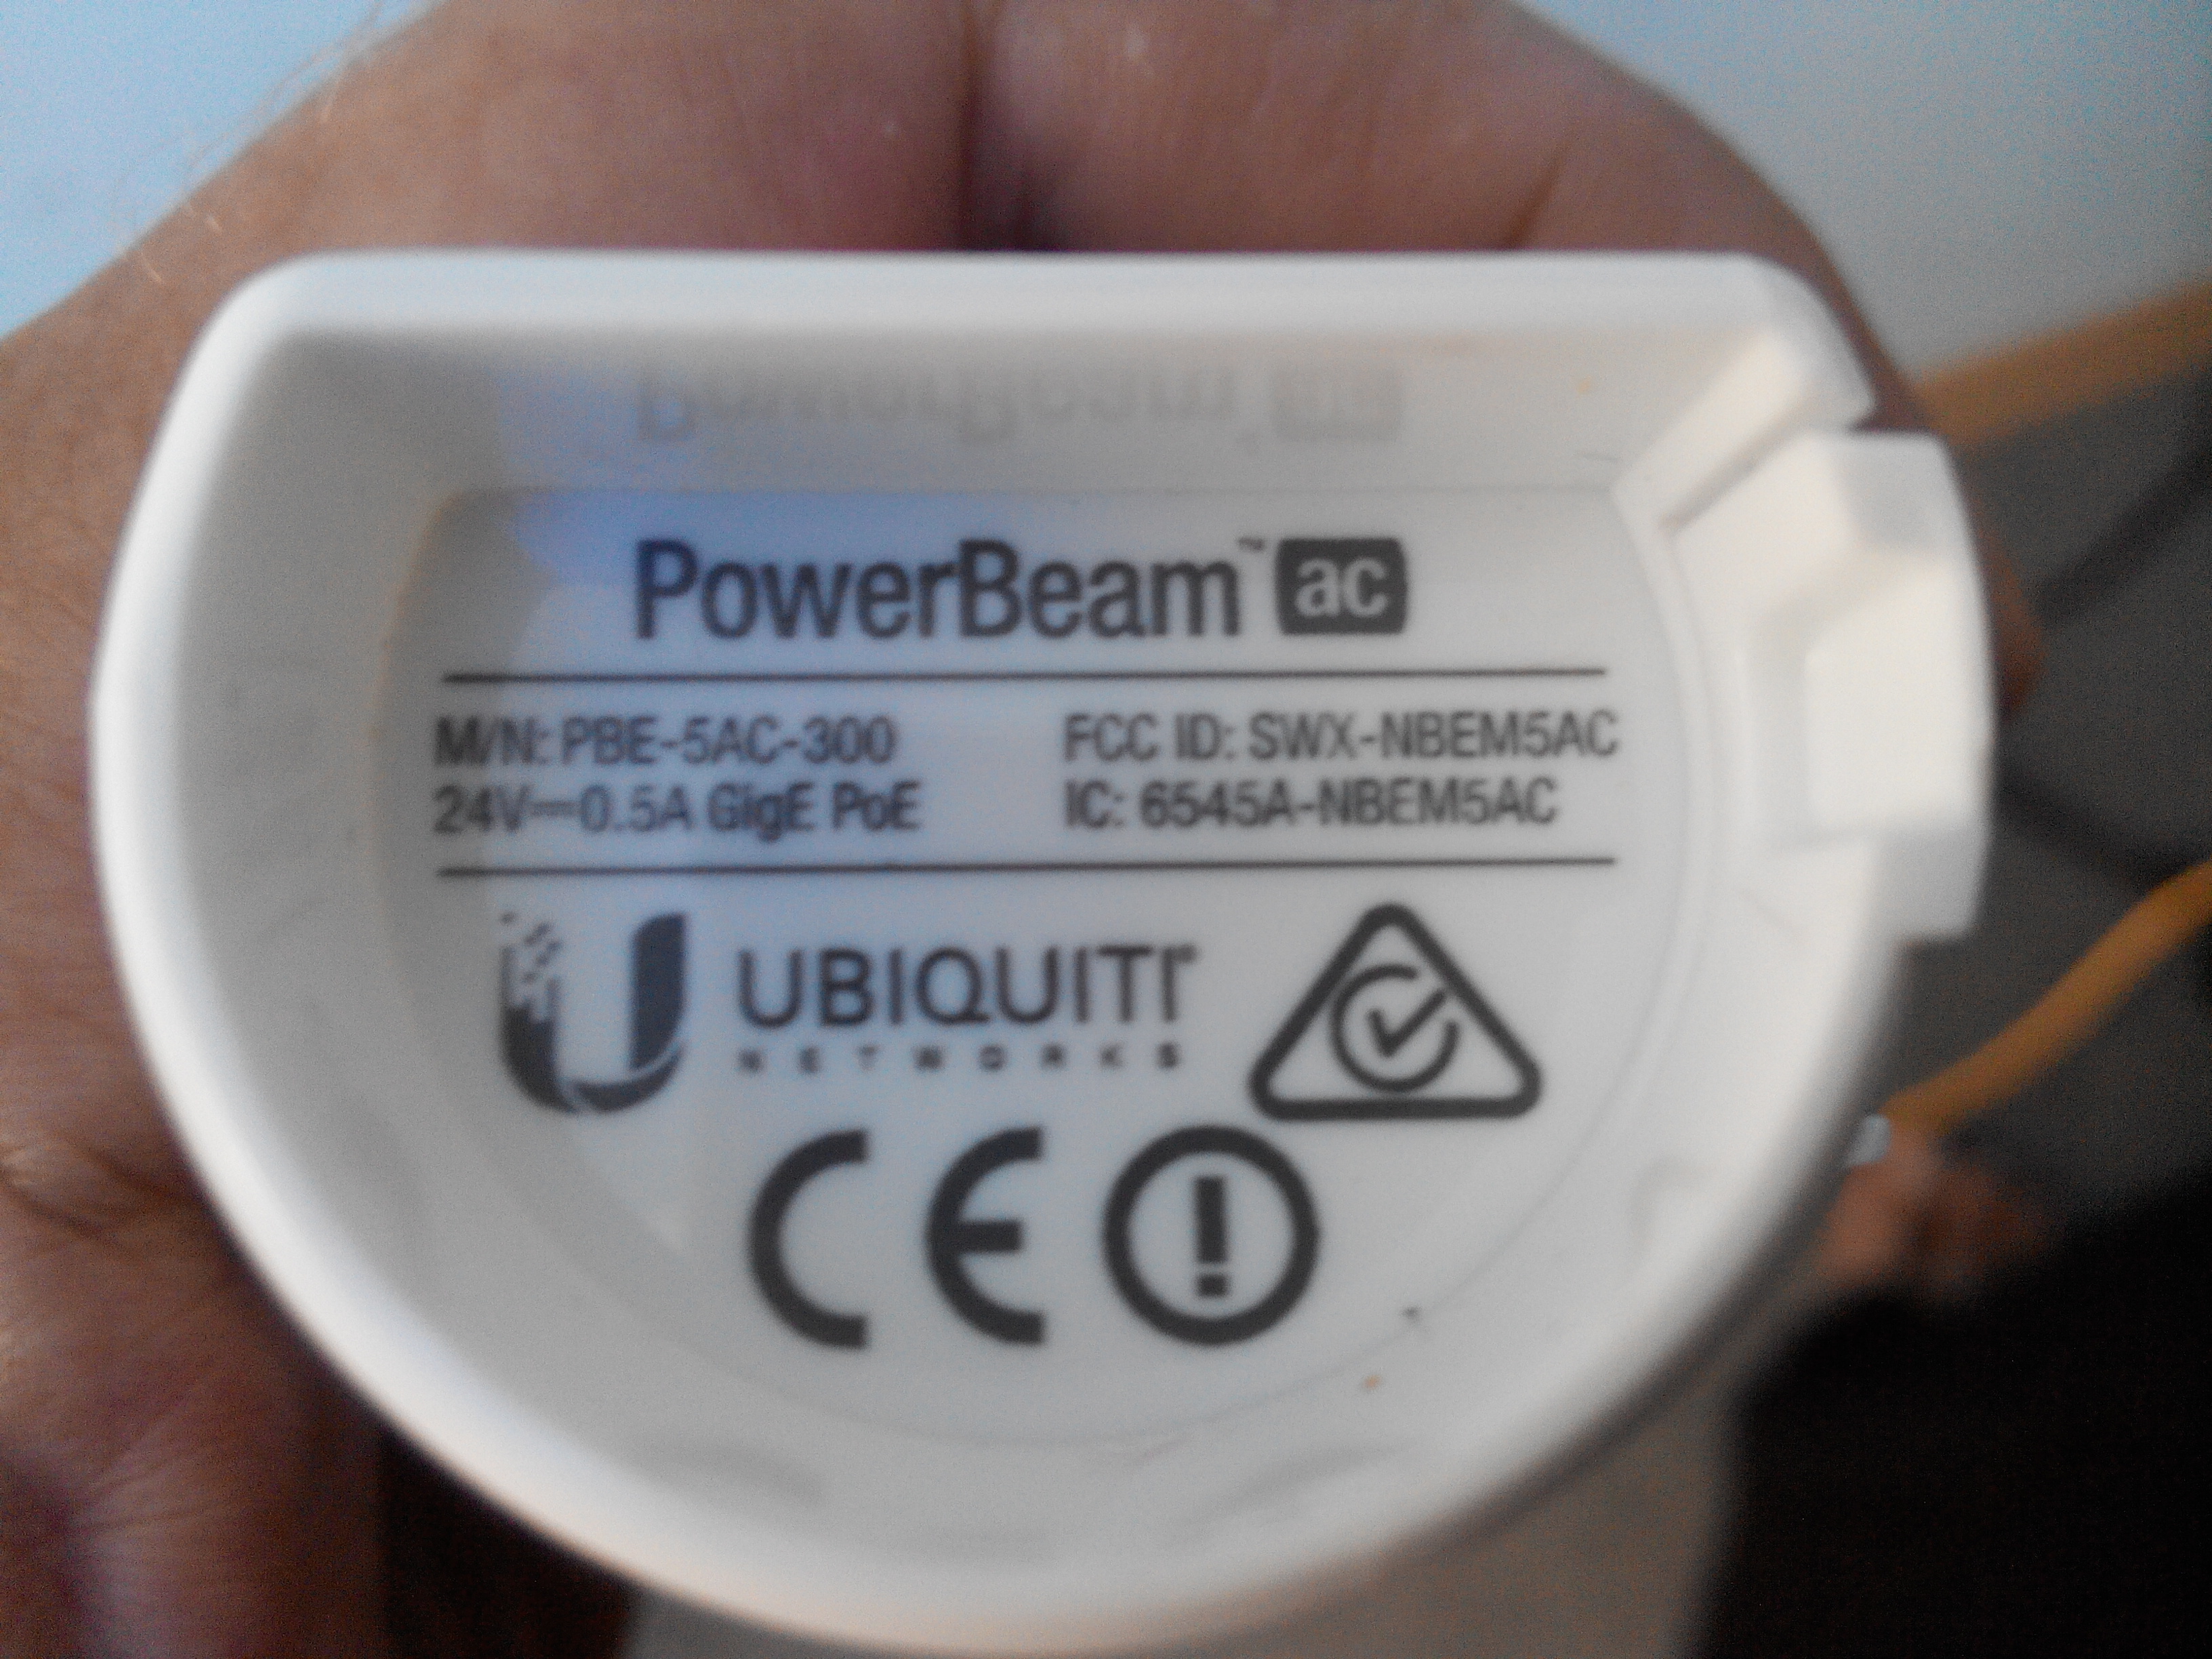 PowerBeam™ ac
M/N: PBE-5AC-300
24V⎓0.5A GigE PoE
FCC ID: SWX-NBEM5AC
IC: 6545A-NBEM5AC
UBIQUITI
NETWORKS
CE